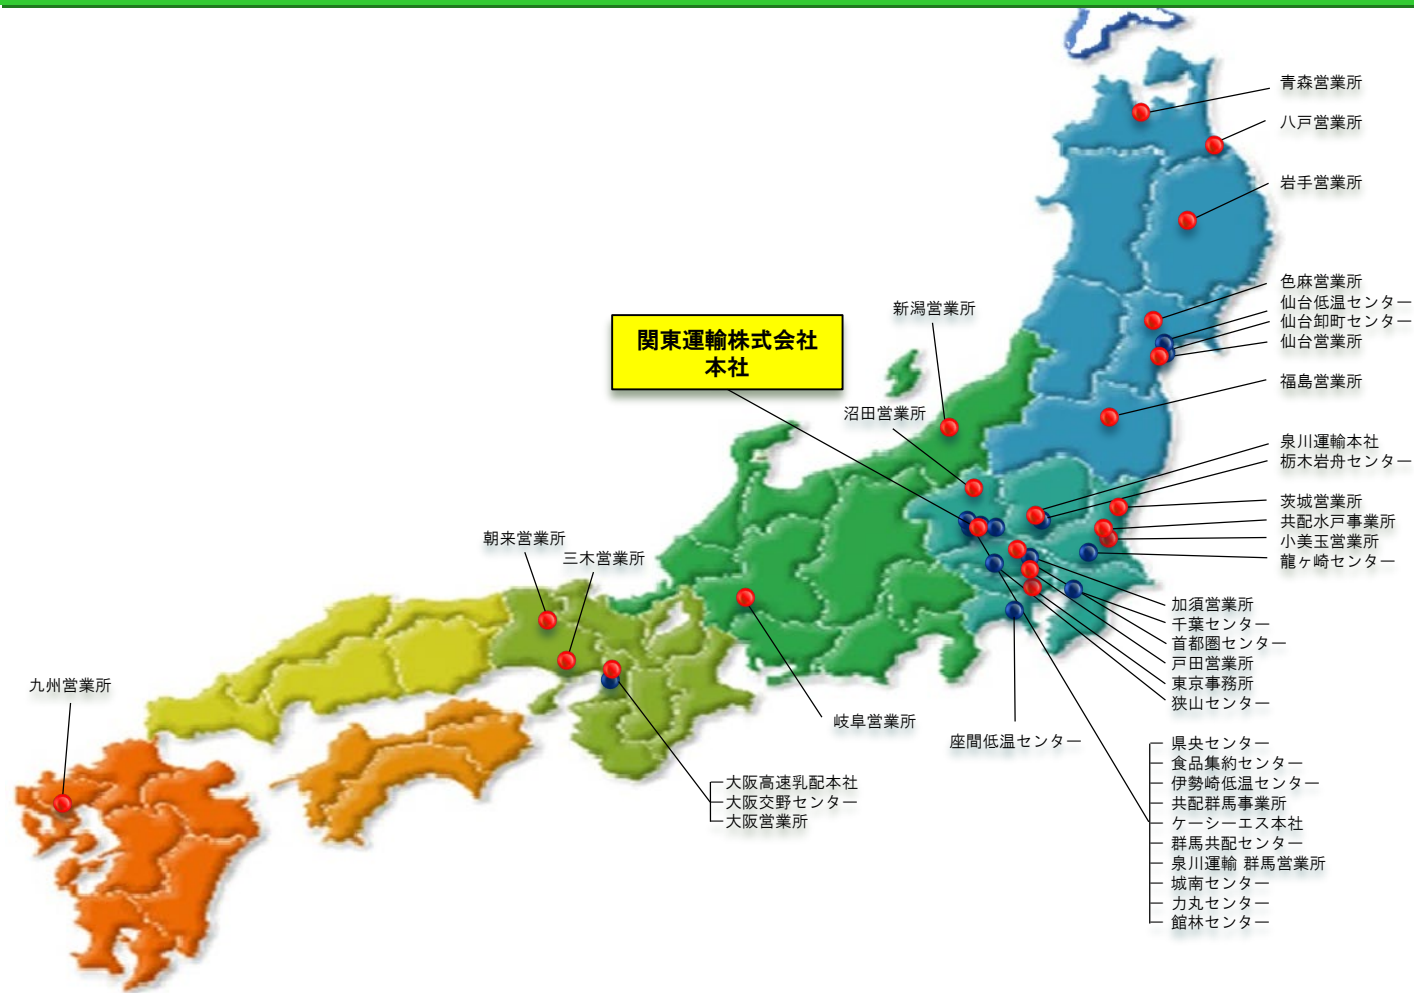 青森営業所
八戸営業所
岩手営業所
色麻営業所
仙台低温センター
仙台卸町センター
仙台営業所
新潟営業所
関東運輸株式会社
本社
福島営業所
沼田営業所
泉川運輸本社
栃木岩舟センター
茨城営業所
共配水戸事業所
小美玉営業所
龍ヶ崎センター
朝来営業所
三木営業所
加須営業所
千葉センター
首都圏センター
戸田営業所
東京事務所
狭山センター
九州営業所
岐阜営業所
座間低温センター
大阪高速乳配本社
大阪交野センター
大阪営業所
県央センター
食品集約センター
伊勢崎低温センター
共配群馬事業所
ケーシーエス本社
群馬共配センター
泉川運輸 群馬営業所
城南センター
力丸センター
館林センター